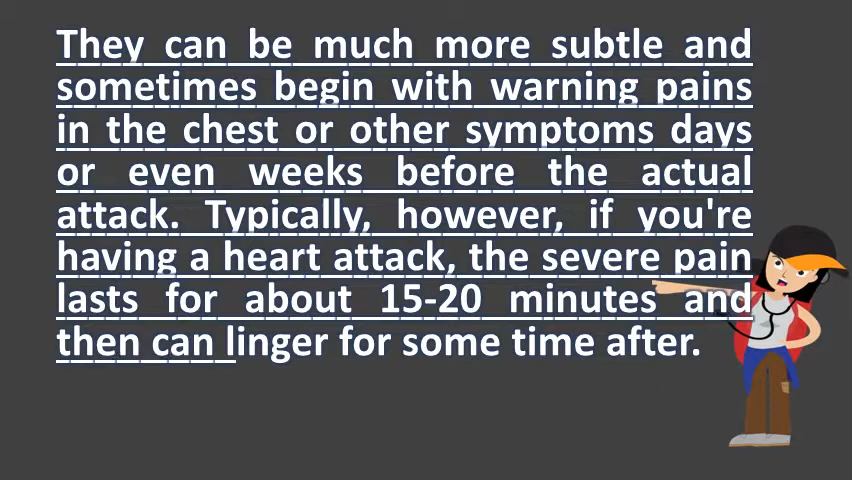 They can be much more subtle and
sometimes begin with warning pains
in the chest or other symptoms days
or even weeks before the actual
attack. Typically, however, if you're
having a heart attack, the severe pain
lasts for about 15-20 minutes and
then can linger for some time after.